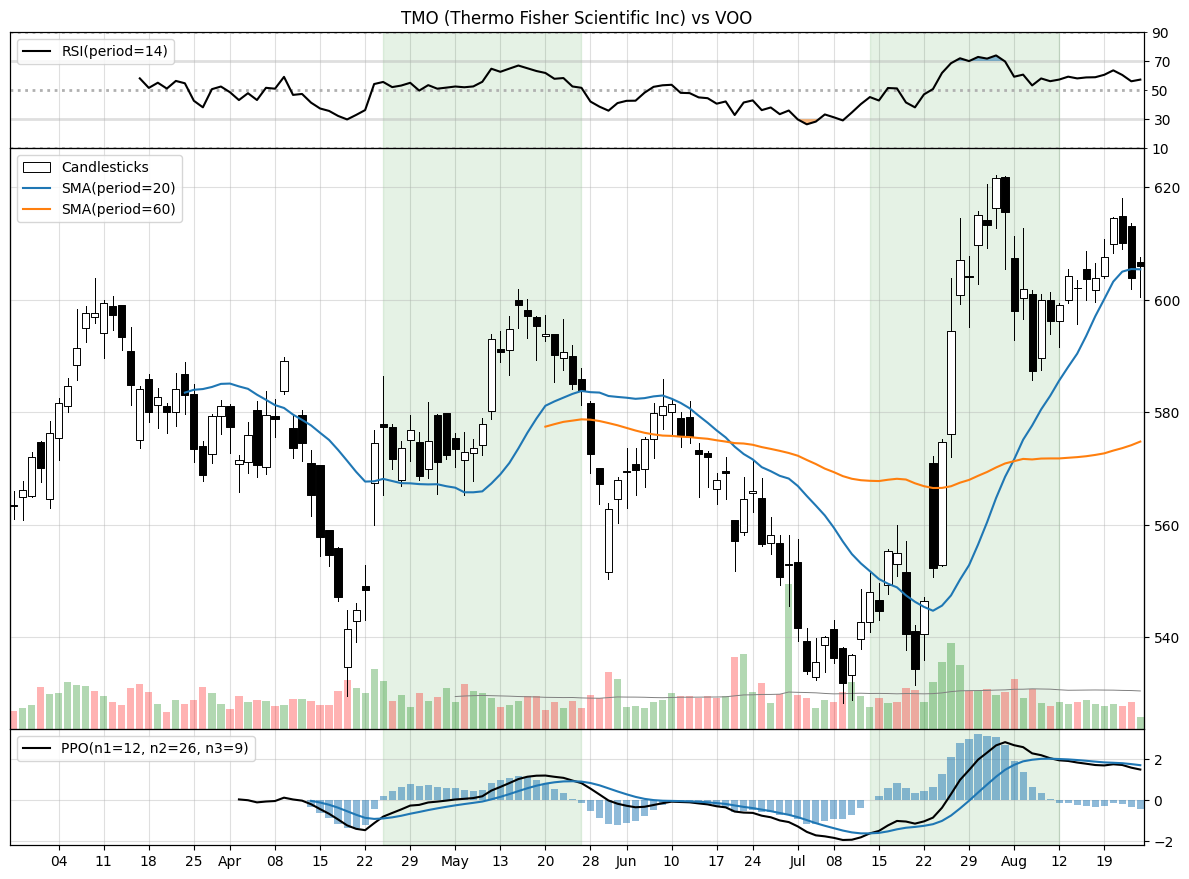 TMO (Thermo Fisher Scientific Inc) vs VOO
RSI(period=14)
90
70
50
30
10
Candlesticks
SMA(period=20)
SMA(period=60)
620
600
580
560
540
PPO(n1=12, n2=26, n3=9)
2
0
−2
04 11 18 25 Apr 08 15 22 29 May 13 20 28 Jun 10 17 24 Jul 08 15 22 29 Aug 12 19